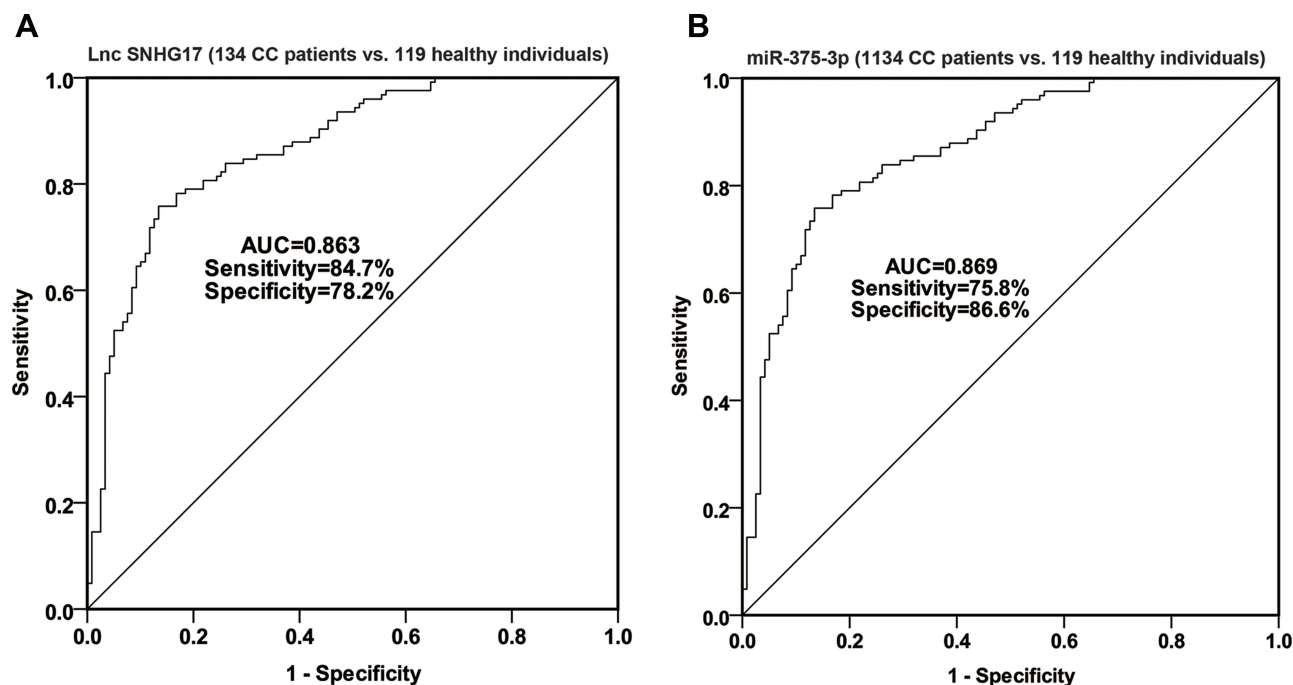 A
Lnc SNHG17 (134 CC patients vs. 119 healthy individuals)
1.0
0.8
0.6
0.4
0.2
0.0
Sensitivity
AUC=0.863
Sensitivity=84.7%
Specificity=78.2%
0.0 0.2 0.4 0.6 0.8 1.0
1 - Specificity
B
miR-375-3p (1134 CC patients vs. 119 healthy individuals)
1.0
0.8
0.6
0.4
0.2
0.0
Sensitivity
AUC=0.869
Sensitivity=75.8%
Specificity=86.6%
0.0 0.2 0.4 0.6 0.8 1.0
1 - Specificity